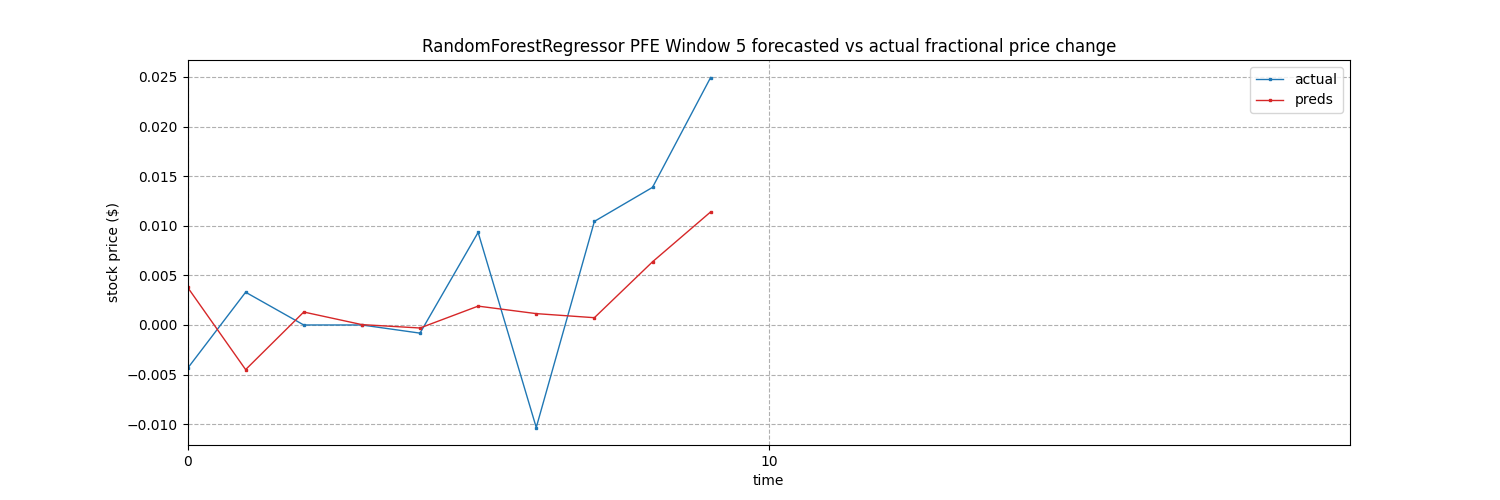 RandomForestRegressor PFE Window 5 forecasted vs actual fractional price change
actual
preds
0.025
0.020
0.015
0.010
0.005
0.000
−0.005
−0.010
stock price ($)
0
10
time